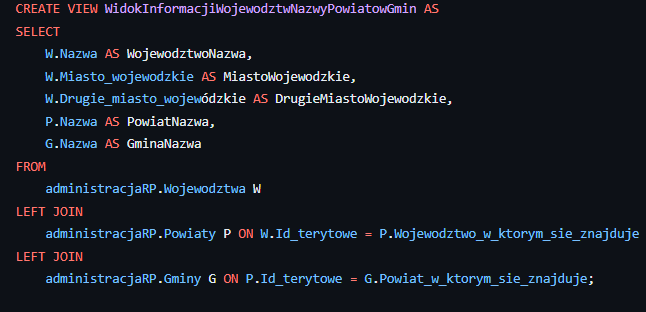 CREATE VIEW WidokInformacjiWojewodztwNazwyPowiatowGmin AS
SELECT
W.Nazwa AS WojewodztwoNazwa,
W.Miasto_wojewodzkie AS MiastoWojewodzkie,
W.Drugie_miasto_wojewódzkie AS DrugieMiastoWojewodzkie,
P.Nazwa AS PowiatNazwa,
G.Nazwa AS GminaNazwa
FROM
administracjaRP.Wojewodztwa W
LEFT JOIN
administracjaRP.Powiaty P ON W.Id_terytowe = P.Wojewodztwo_w_ktorym_sie_znajduje
LEFT JOIN
administracjaRP.Gminy G ON P.Id_terytowe = G.Powiat_w_ktorym_sie_znajduje;